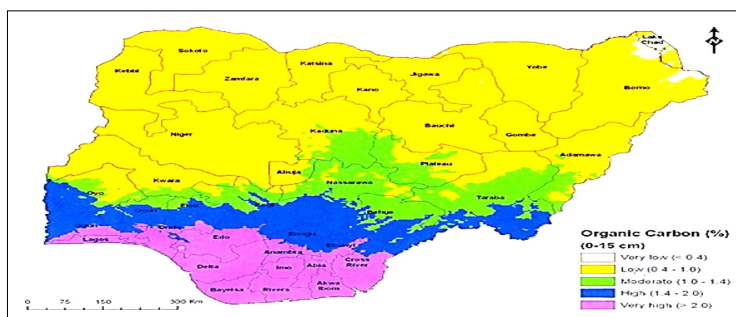 Lake
Chad
Sokoto
Katsina
Yobe
Kebbi
Jigawa
Zamfara
Kano
Borno
Kaduna
Bauchi
Niger
Gombe
Adamawa
Plateau
Abuja
Kwara
Nassarawa
Oyo
Taraba
Benue
Ondo
Enugu
Lagos
Edo
Anambra
Cross
River
Delta
Imo
Abia
Akwa
Ibom
Bayelsa
Rivers
Organic Carbon (%)
(0-15 cm)
Very low (< 0.4)
Low (0.4 - 1.0)
Moderate (1.0 - 1.4)
High (1.4 - 2.0)
Very high (> 2.0)
0 75 150 300 Km